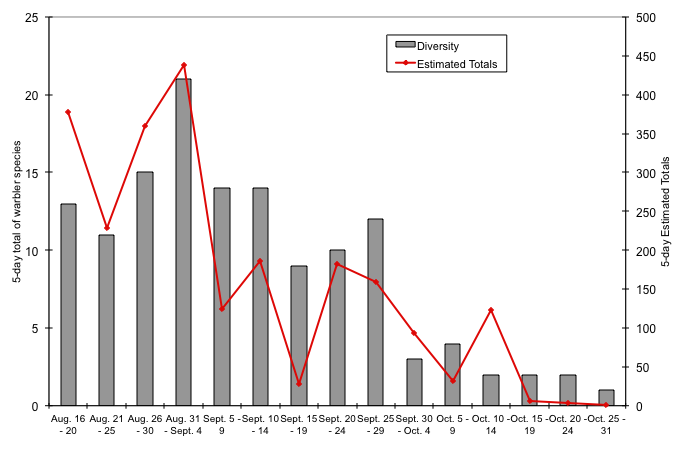 25
20
15
10
5
0
5-day total of warbler species
500
450
400
350
300
250
200
150
100
50
0
5-day Estimated Totals
Diversity
Estimated Totals
Aug. 16 Aug. 21 Aug. 26 Aug. 31 Sept. 5 - Sept. 10 Sept. 15 Sept. 20 Sept. 25 Sept. 30 Oct. 5 - Oct. 10 - Oct. 15 - Oct. 20 - Oct. 25 -
- 20 - 25 - 30 - Sept. 4 9 - 14 - 19 - 24 - 29 - Oct. 4 9 14 19 24 31